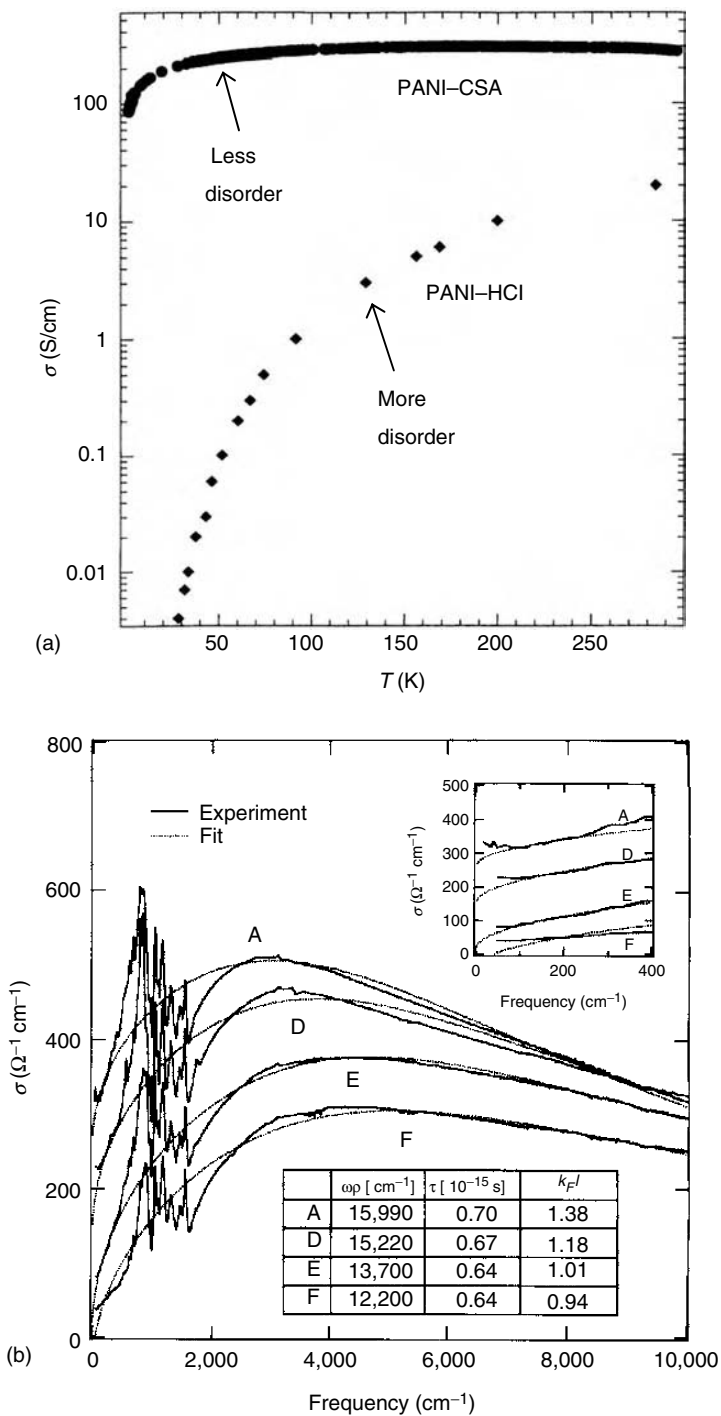 100
10
1
0.1
0.01
σ (S/cm)
PANI–CSA
Less
disorder
PANI–HCl
More
disorder
50 100 150 200 250
(a)
T (K)
800
600
400
200
0
σ (Ω⁻¹ cm⁻¹)
Experiment
Fit
A
D
E
F
500
400
300
200
100
0
σ (Ω⁻¹ cm⁻¹)
A
D
E
F
0 200 400
Frequency (cm⁻¹)
ωρ [ cm⁻¹] τ [ 10⁻¹⁵ s] k_F l
A 15,990 0.70 1.38
D 15,220 0.67 1.18
E 13,700 0.64 1.01
F 12,200 0.64 0.94
0 2,000 4,000 6,000 8,000 10,000
(b)
Frequency (cm⁻¹)